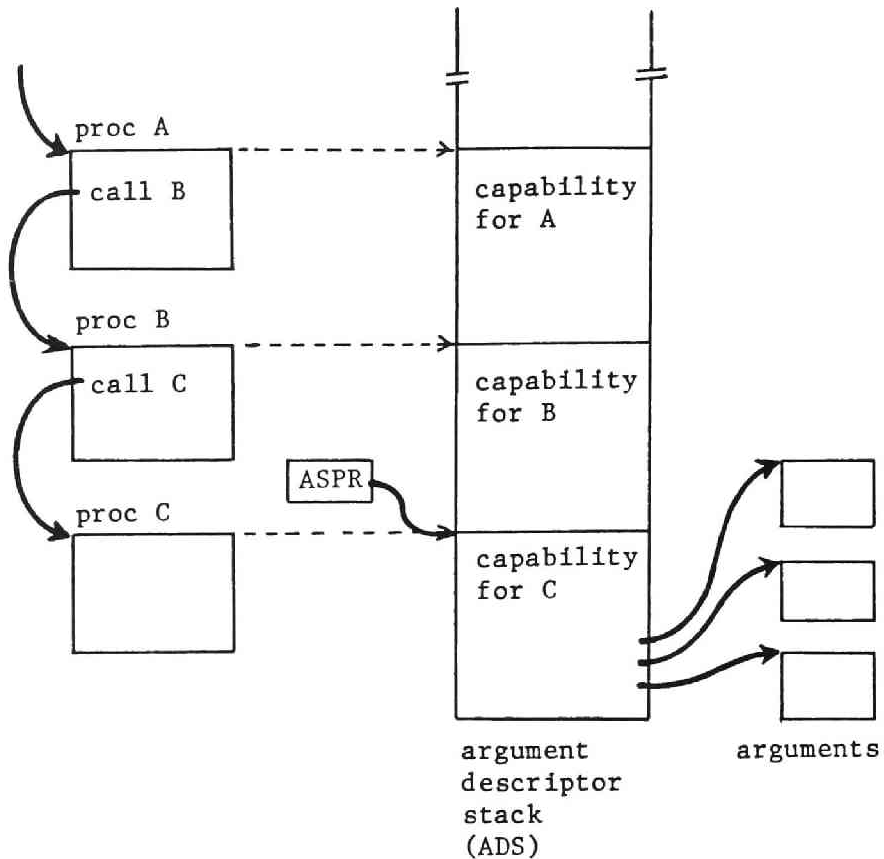 proc A
call B
capability
for A
proc B
call C
capability
for B
ASPR
proc C
capability
for C
argument
descriptor
stack
(ADS)
arguments